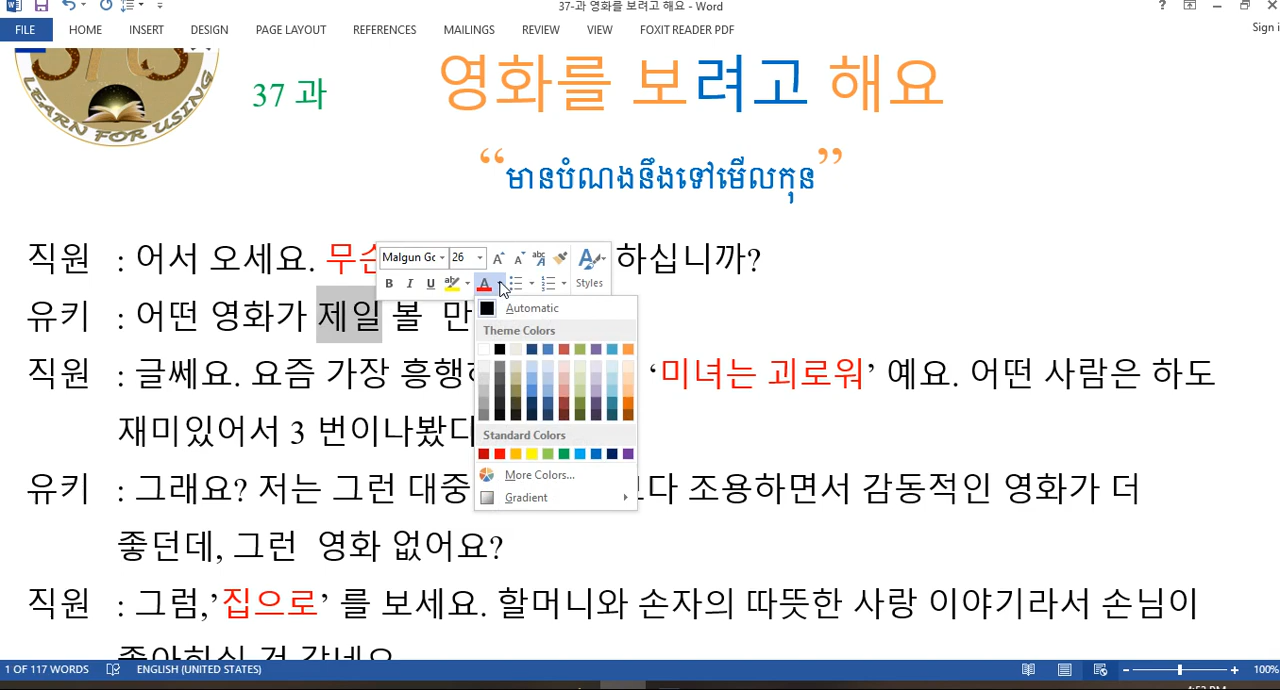 37-과 영화를 보려고 해요 - Word
FILE HOME INSERT DESIGN PAGE LAYOUT REFERENCES MAILINGS REVIEW VIEW FOXIT READER PDF Sign i
LEARN FOR USING
37 과 영화를 보려고 해요
“មានបំណងនឹងទៅមើលកុន”
직원 : 어서 오세요. 하십니까?
Malgun Gc 26
Styles
유키 : 어떤 영화가 제일 볼 만
Automatic
Theme Colors
직원 : 글쎄요. 요즘 가장 ‘미녀는 괴로워’ 예요. 어떤 사람은 하도
재미있어서 3 번이나봤다
Standard Colors
More Colors...
Gradient
유키 : 그래요? 저는 그런 대중 보다 조용하면서 감동적인 영화가 더
좋던데, 그런 영화 없어요?
직원 : 그럼,’집으로’ 를 보세요. 할머니와 손자의 따뜻한 사랑 이야기라서 손님이
1 OF 117 WORDS ENGLISH (UNITED STATES) 100%